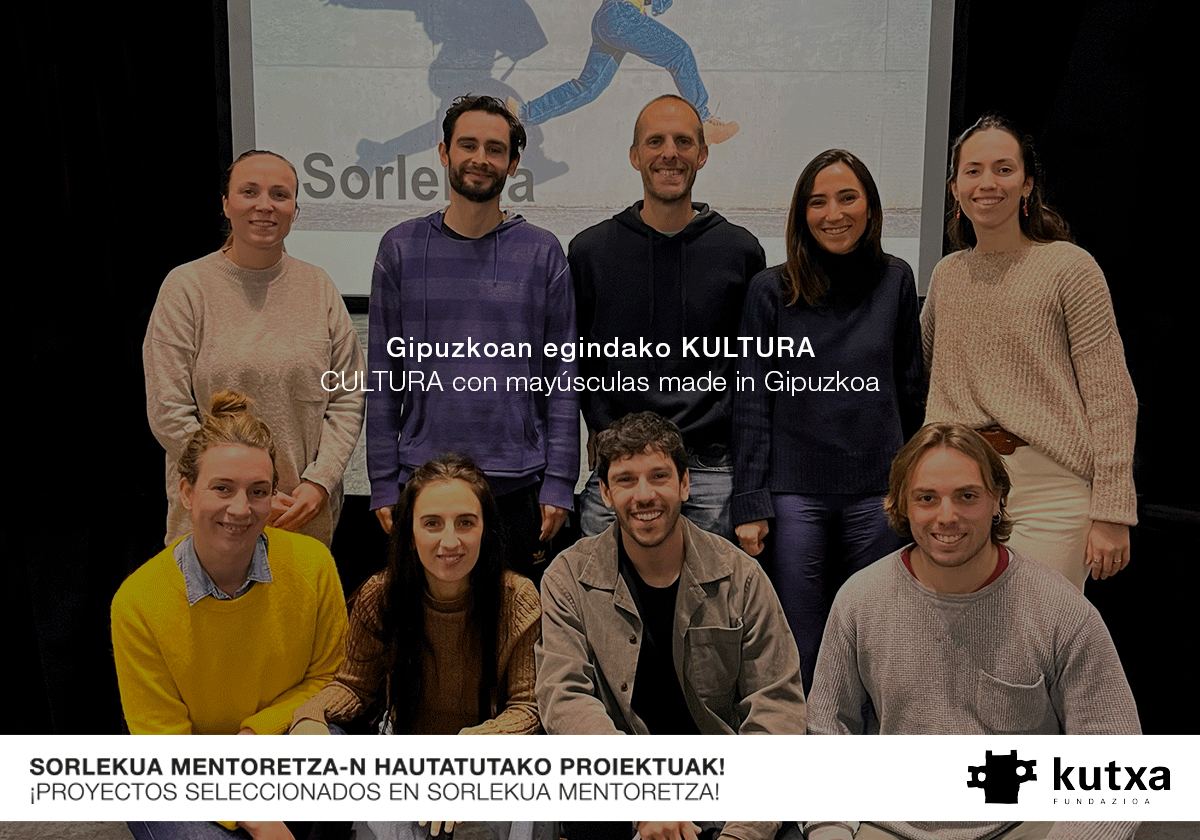 Sorlekua
Gipuzkoan egindako KULTURA
CULTURA con mayúsculas made in Gipuzkoa
SORLEKUA MENTORETZA-N HAUTATUTAKO PROIEKTUAK!
¡PROYECTOS SELECCIONADOS EN SORLEKUA MENTORETZA!
kutxa
FUNDAZIOA